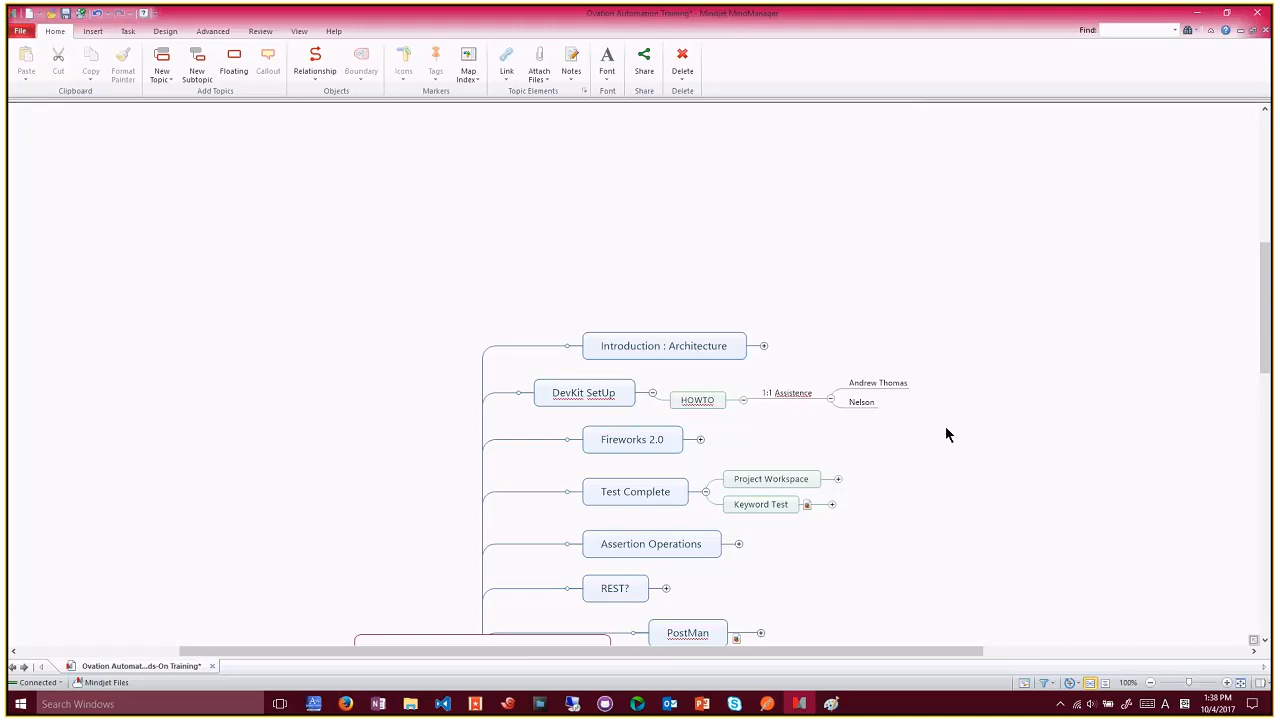 Ovation Automation Training* - Mindjet MindManager
File Home Insert Task Design Advanced Review View Help Find:
Paste Cut Copy Format Painter New Topic New Subtopic Floating Callout Relationship Boundary Icons Tags Map Index Link Attach Files Notes Font Share Delete
Clipboard Add Topics Objects Markers Topic Elements Font Share Delete
Introduction : Architecture
DevKit SetUp
HOWTO
1:1 Assistence
Andrew Thomas
Nelson
Fireworks 2.0
Test Complete
Project Workspace
Keyword Test
Assertion Operations
REST?
PostMan
Ovation Automat...ds-On Training*
Connected Mindjet Files 100%
Search Windows
1:38 PM
10/4/2017